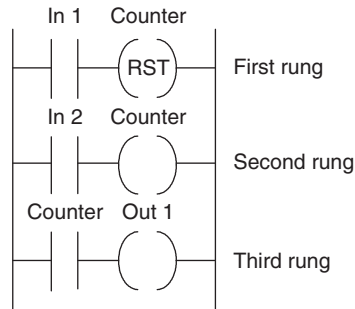 In 1 Counter
RST First rung
In 2 Counter
Second rung
Counter Out 1
Third rung